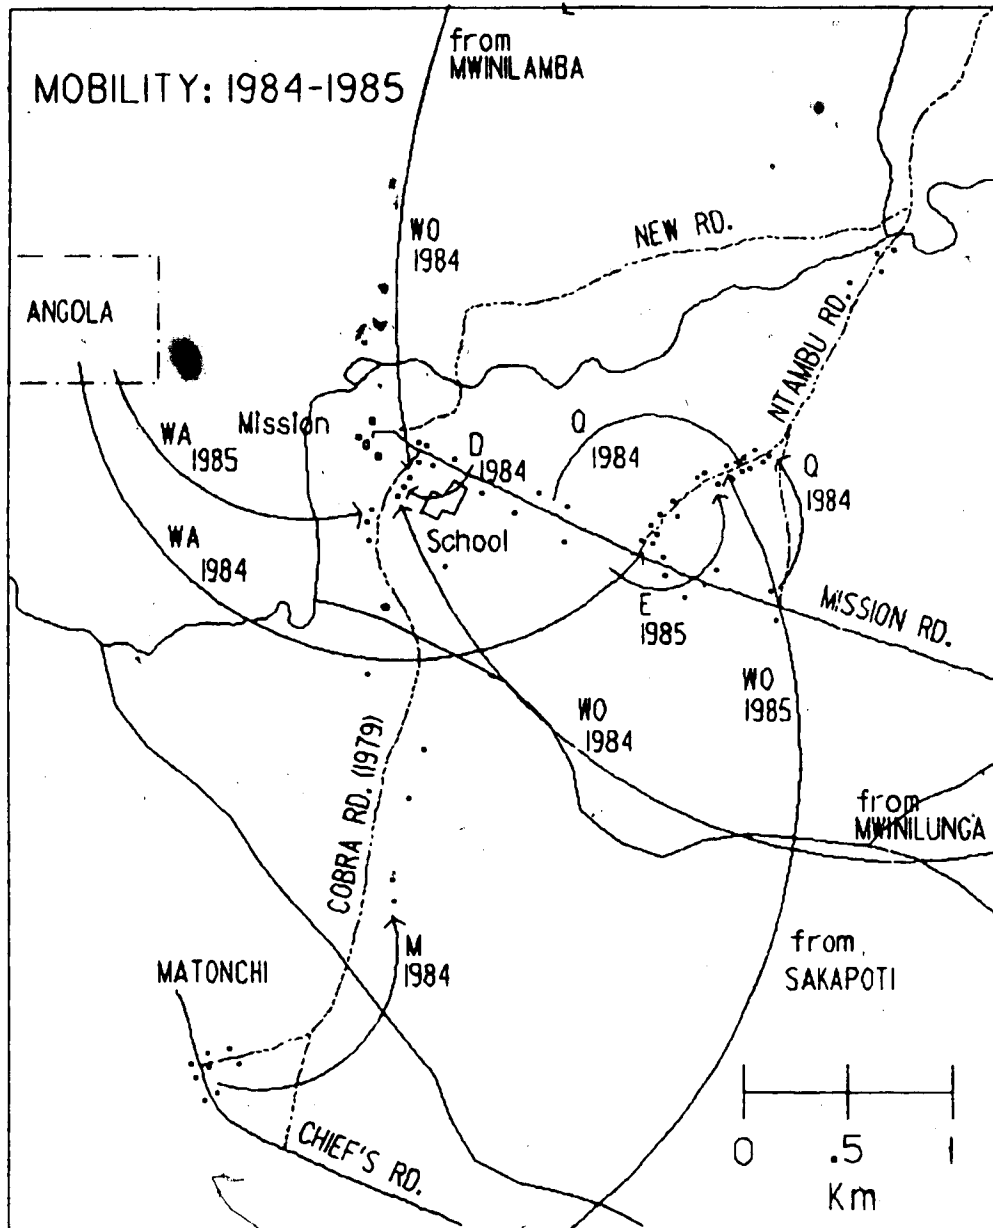 from
MWINILAMBA
MOBILITY: 1984-1985
WO
1984
NEW RD.
ANGOLA
NTAMBU RD.
Mission
WA
1985
D
1984
Q
1984
Q
1984
School
WA
1984
E
1985
MISSION RD.
WO
1985
WO
1984
COBRA RD. (1979)
from
MWINILUNGA
M
1984
from
SAKAPOTI
MATONCHI
CHIEF'S RD.
0 .5 1
Km